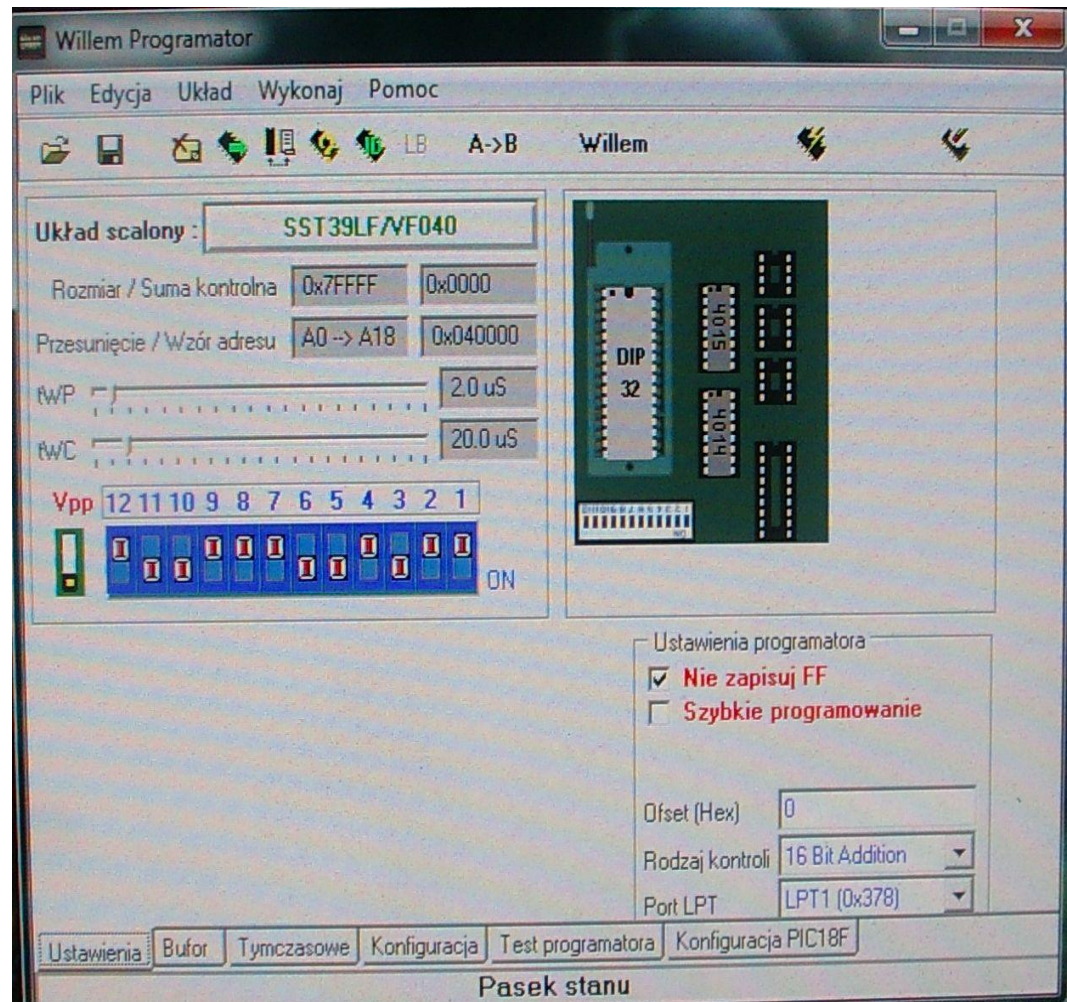 Willem Programator
Plik Edycja Układ Wykonaj Pomoc
LB A->B Willem
Układ scalony : SST39LF/VF040
Rozmiar / Suma kontrolna 0x7FFFF 0x0000
Przesunięcie / Wzór adresu A0 --> A18 0x040000
tWP 2.0 uS
tWC 20.0 uS
Vpp 12 11 10 9 8 7 6 5 4 3 2 1
ON
DIP
32
4015
4014
Ustawienia programatora
Nie zapisuj FF
Szybkie programowanie
Ofset (Hex) 0
Rodzaj kontroli 16 Bit Addition
Port LPT LPT1 (0x378)
Ustawienia Bufor Tymczasowe Konfiguracja Test programatora Konfiguracja PIC18F
Pasek stanu